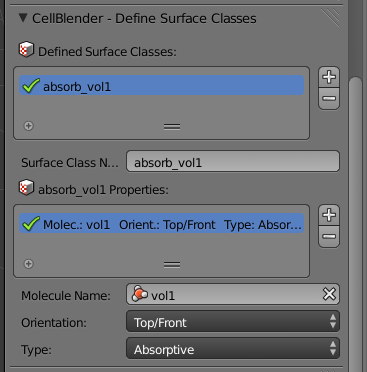 CellBlender - Define Surface Classes
Defined Surface Classes:
absorb_vol1
Surface Class N... absorb_vol1
absorb_vol1 Properties:
Molec.: vol1 Orient.: Top/Front Type: Absor...
Molecule Name: vol1
Orientation: Top/Front
Type: Absorptive